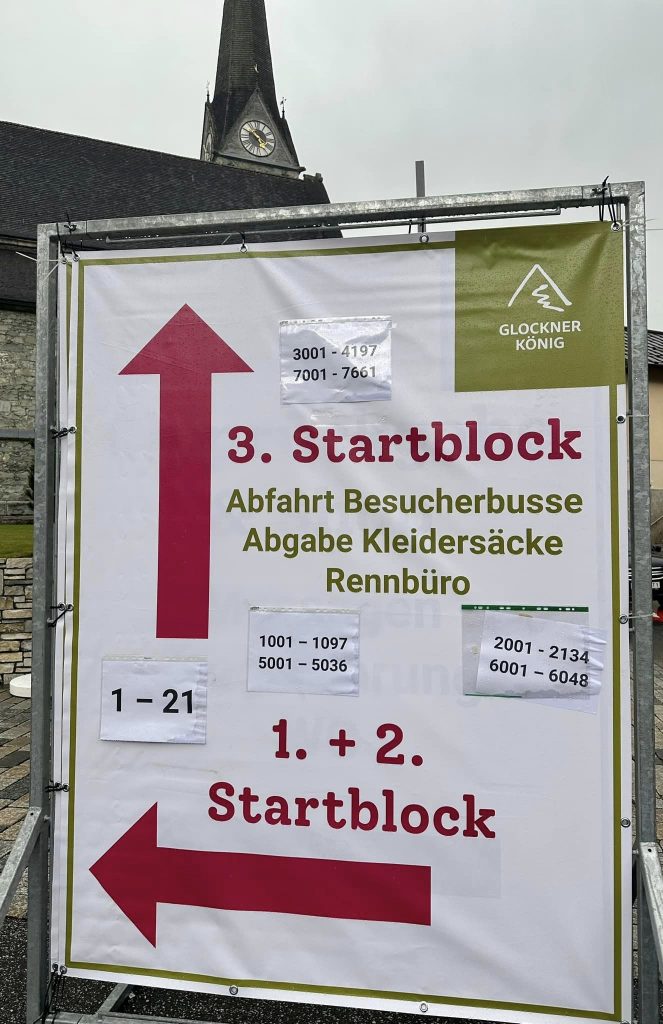 GLOCKNER
KÖNIG
3001 - 4197
7001 - 7661
3. Startblock
Abfahrt Besucherbusse
Abgabe Kleidersäcke
Rennbüro
1001 – 1097
5001 – 5036
2001 - 2134
6001 – 6048
1 – 21
1. + 2.
Startblock